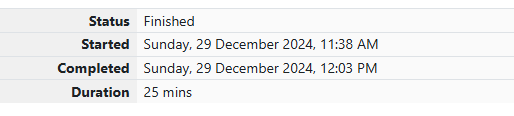 Status Finished
Started Sunday, 29 December 2024, 11:38 AM
Completed Sunday, 29 December 2024, 12:03 PM
Duration 25 mins